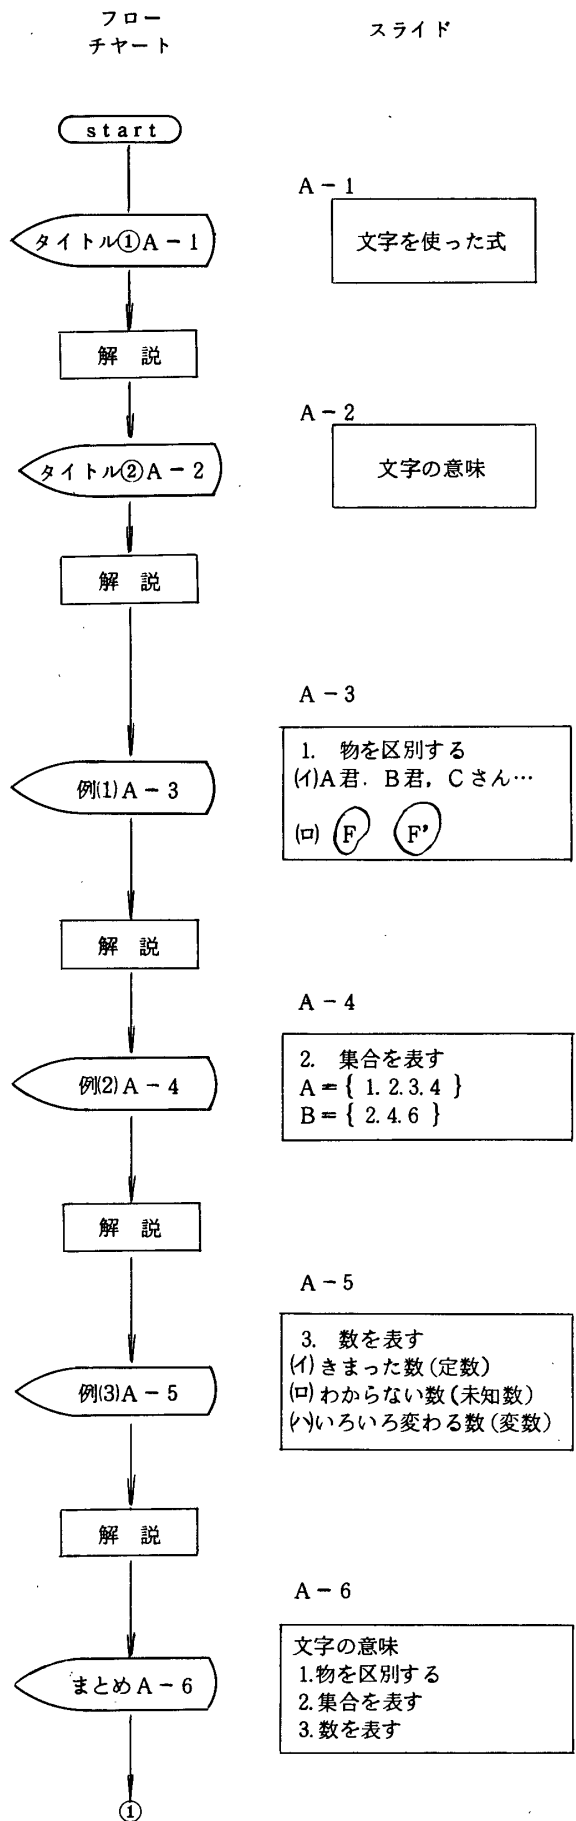 フロー
チャート
スライド
start
A－1
タイトル①A－1
文字を使った式
解　説
A－2
タイトル②A－2
文字の意味
解　説
A－3
1.　物を区別する
(イ)A君．B君，Cさん…
(ロ) F　F'
例(1)A－3
解　説
A－4
2.　集合を表す
A＝{ 1. 2. 3. 4 }
B＝{ 2. 4. 6 }
例(2)A－4
解　説
A－5
3.　数を表す
(イ)きまった数(定数)
(ロ)わからない数(未知数)
(ハ)いろいろ変わる数(変数)
例(3)A－5
解　説
A－6
文字の意味
1.物を区別する
2.集合を表す
3.数を表す
まとめA－6
①